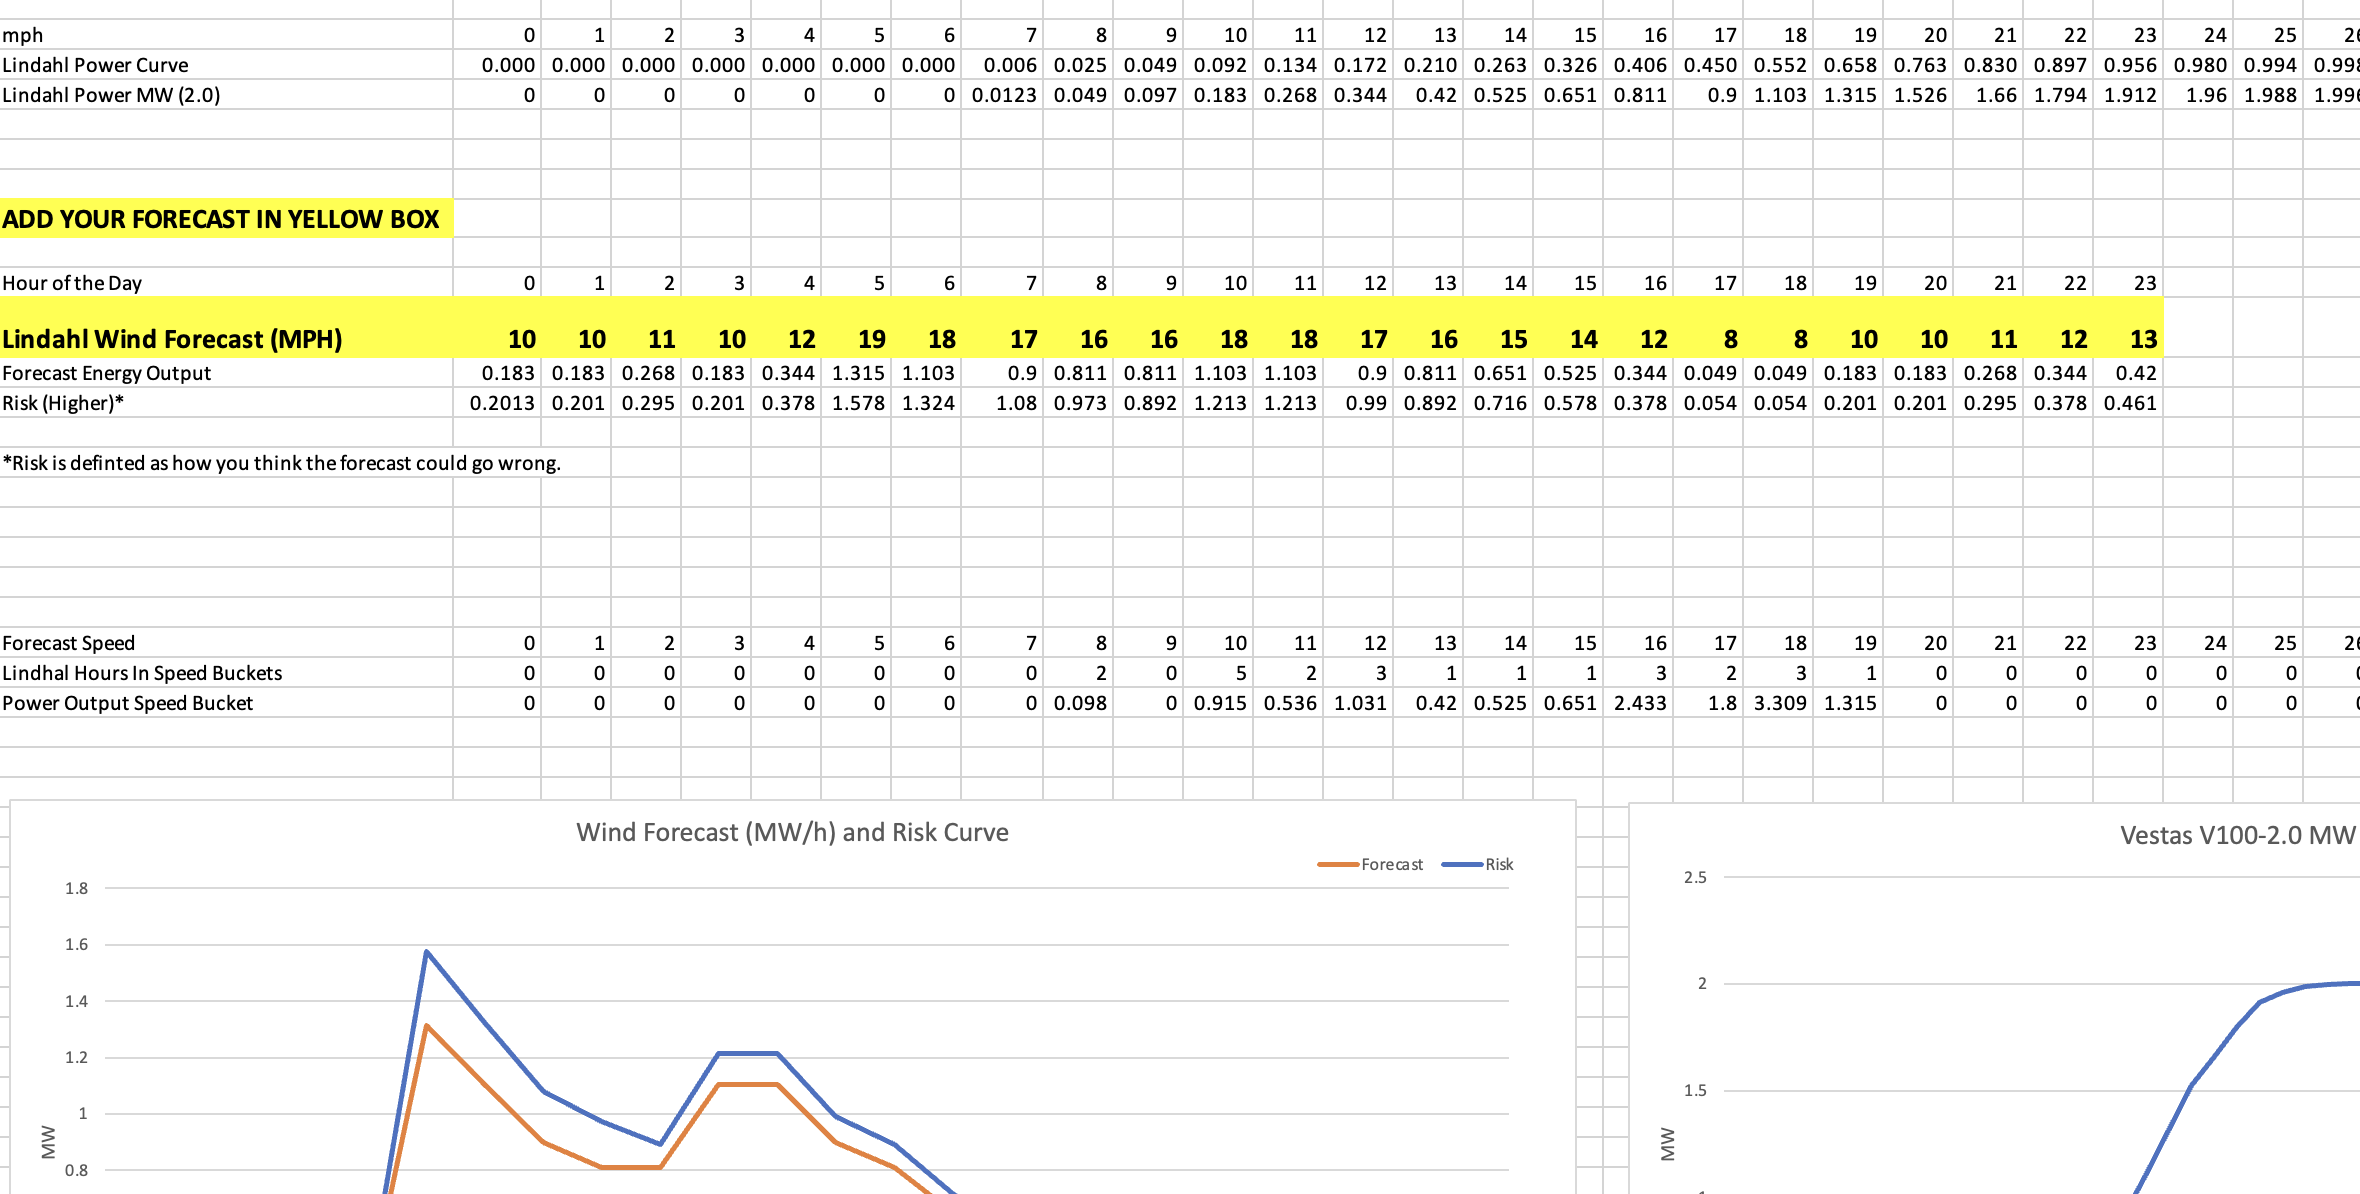 mph 0 1 2 3 4 5 6 7 8 9 10 11 12 13 14 15 16 17 18 19 20 21 22 23 24 25
Lindahl Power Curve 0.000 0.000 0.000 0.000 0.000 0.000 0.000 0.006 0.025 0.049 0.092 0.134 0.172 0.210 0.263 0.326 0.406 0.450 0.552 0.658 0.763 0.830 0.897 0.956 0.980 0.994 0.998
Lindahl Power MW (2.0) 0 0 0 0 0 0 0 0.0123 0.049 0.097 0.183 0.268 0.344 0.42 0.525 0.651 0.811 0.9 1.103 1.315 1.526 1.66 1.794 1.912 1.96 1.988 1.996
ADD YOUR FORECAST IN YELLOW BOX
Hour of the Day 0 1 2 3 4 5 6 7 8 9 10 11 12 13 14 15 16 17 18 19 20 21 22 23
Lindahl Wind Forecast (MPH) 10 10 11 10 12 19 18 17 16 16 18 18 17 16 15 14 12 8 8 10 10 11 12 13
Forecast Energy Output 0.183 0.183 0.268 0.183 0.344 1.315 1.103 0.9 0.811 0.811 1.103 1.103 0.9 0.811 0.651 0.525 0.344 0.049 0.049 0.183 0.183 0.268 0.344 0.42
Risk (Higher)* 0.2013 0.201 0.295 0.201 0.378 1.578 1.324 1.08 0.973 0.892 1.213 1.213 0.99 0.892 0.716 0.578 0.378 0.054 0.054 0.201 0.201 0.295 0.378 0.461
*Risk is definted as how you think the forecast could go wrong.
Forecast Speed 0 1 2 3 4 5 6 7 8 9 10 11 12 13 14 15 16 17 18 19 20 21 22 23 24 25
Lindhal Hours In Speed Buckets 0 0 0 0 0 0 0 0 2 0 5 2 3 1 1 1 3 2 3 1 0 0 0 0 0 0
Power Output Speed Bucket 0 0 0 0 0 0 0 0 0.098 0 0.915 0.536 1.031 0.42 0.525 0.651 2.433 1.8 3.309 1.315 0 0 0 0 0 0
Wind Forecast (MW/h) and Risk Curve
Forecast Risk
1.8
1.6
1.4
1.2
1
0.8
MW
Vestas V100-2.0 MW
2.5
2
1.5
MW